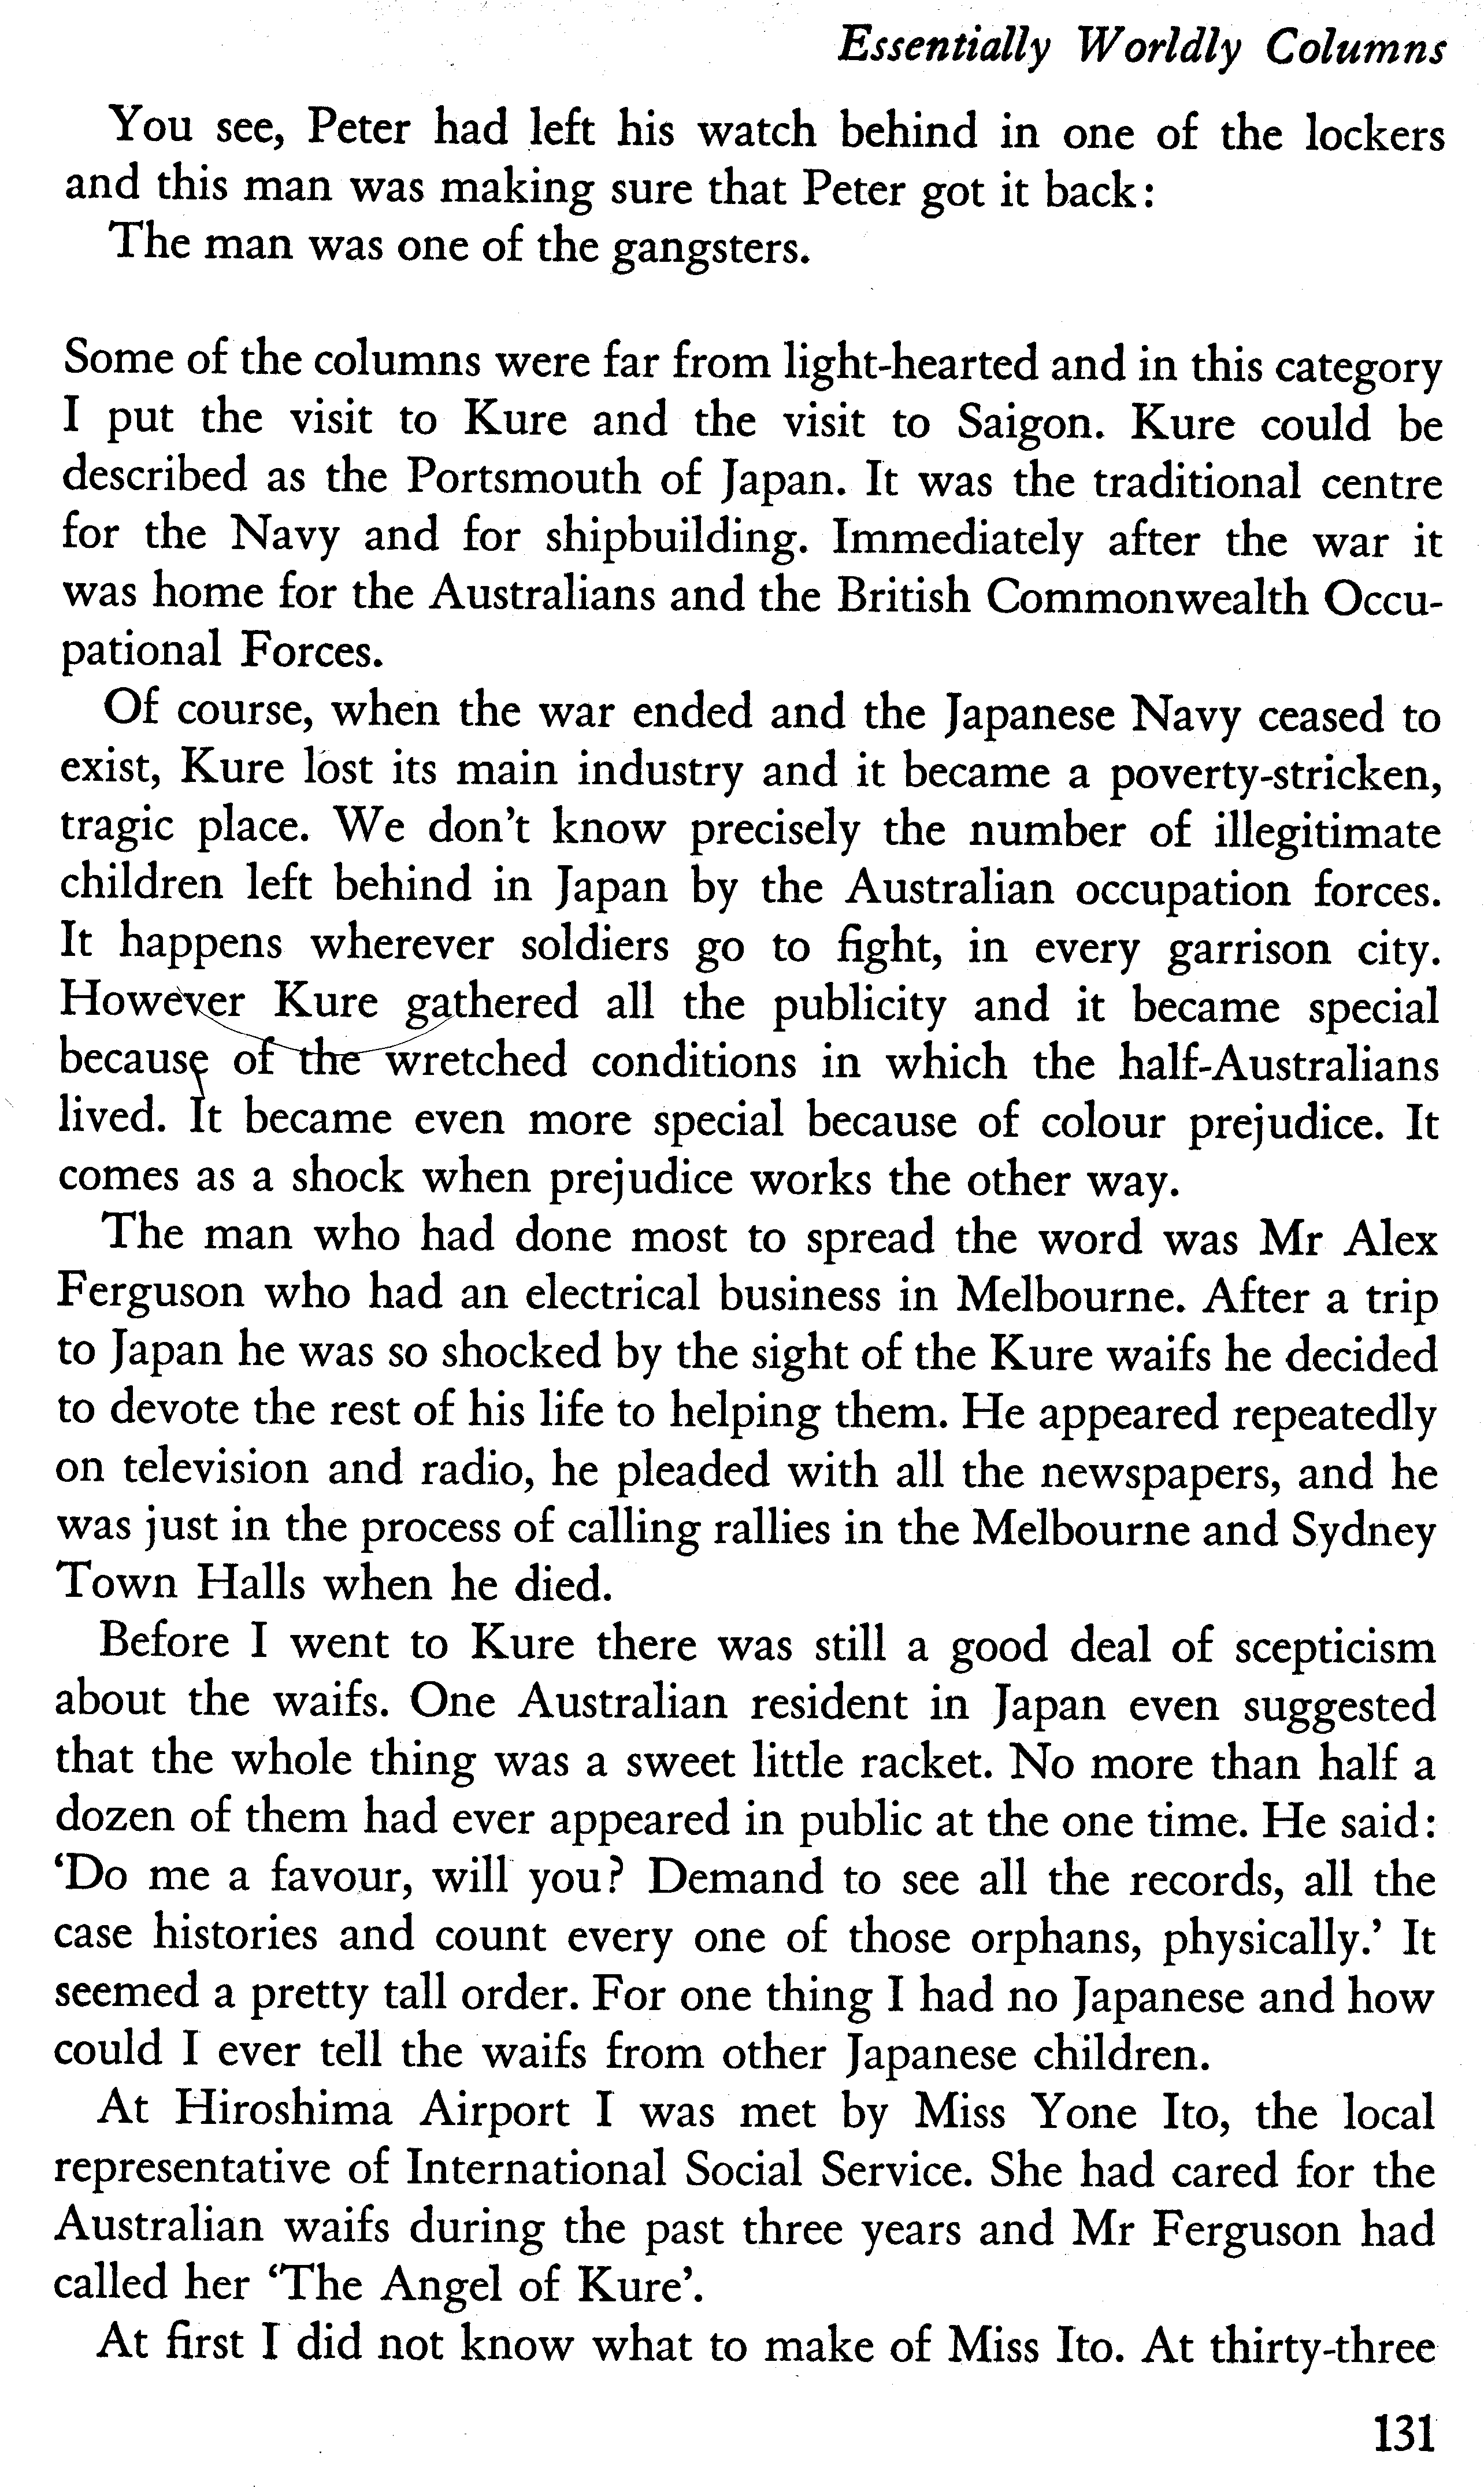 Essentially Worldly Columns
You see, Peter had left his watch behind in one of the lockers
and this man was making sure that Peter got it back:
The man was one of the gangsters.
Some of the columns were far from light-hearted and in this category
I put the visit to Kure and the visit to Saigon. Kure could be
described as the Portsmouth of Japan. It was the traditional centre
for the Navy and for shipbuilding. Immediately after the war it
was home for the Australians and the British Commonwealth Occu-
pational Forces.
Of course, when the war ended and the Japanese Navy ceased to
exist, Kure lost its main industry and it became a poverty-stricken,
tragic place. We don't know precisely the number of illegitimate
children left behind in Japan by the Australian occupation forces.
It happens wherever soldiers go to fight, in every garrison city.
However Kure gathered all the publicity and it became special
because of the wretched conditions in which the half-Australians
lived. It became even more special because of colour prejudice. It
comes as a shock when prejudice works the other way.
The man who had done most to spread the word was Mr Alex
Ferguson who had an electrical business in Melbourne. After a trip
to Japan he was so shocked by the sight of the Kure waifs he decided
to devote the rest of his life to helping them. He appeared repeatedly
on television and radio, he pleaded with all the newspapers, and he
was just in the process of calling rallies in the Melbourne and Sydney
Town Halls when he died.
Before I went to Kure there was still a good deal of scepticism
about the waifs. One Australian resident in Japan even suggested
that the whole thing was a sweet little racket. No more than half a
dozen of them had ever appeared in public at the one time. He said:
‘Do me a favour, will you? Demand to see all the records, all the
case histories and count every one of those orphans, physically.’ It
seemed a pretty tall order. For one thing I had no Japanese and how
could I ever tell the waifs from other Japanese children.
At Hiroshima Airport I was met by Miss Yone Ito, the local
representative of International Social Service. She had cared for the
Australian waifs during the past three years and Mr Ferguson had
called her ‘The Angel of Kure’.
At first I did not know what to make of Miss Ito. At thirty-three
131